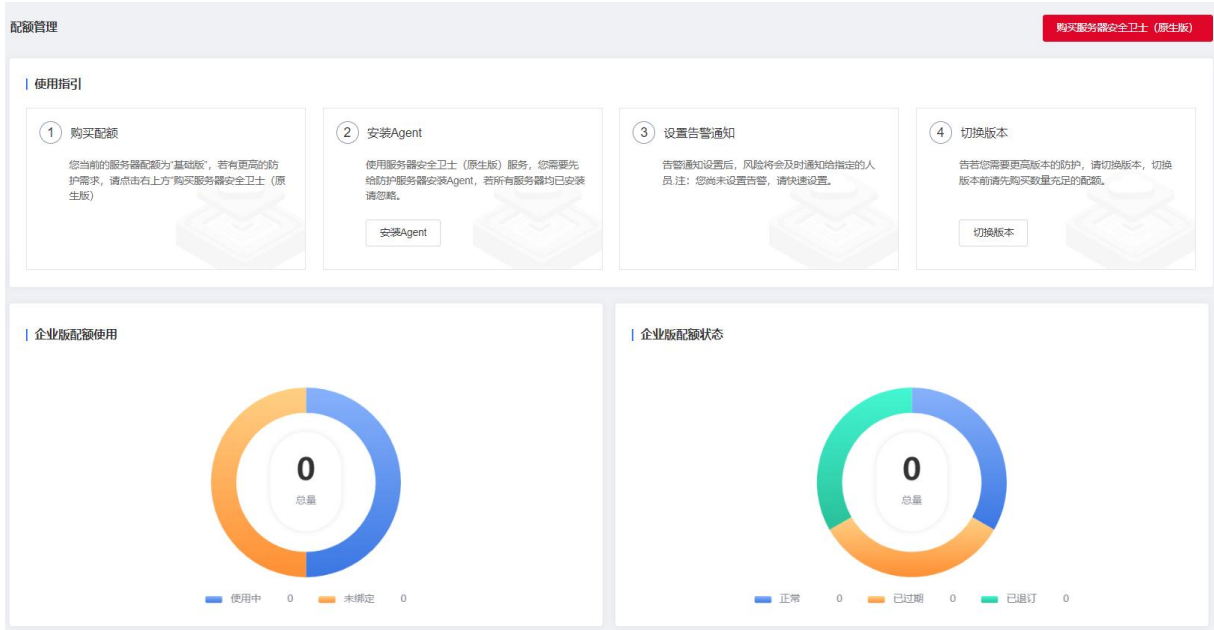 配额管理
购买服务器安全卫士（原生版）
使用指引
1 购买配额
您当前的服务器配额为“基础版”，若有更高的防
护需求，请点击右上方“购买服务器安全卫士（原
生版）
2 安装Agent
使用服务器安全卫士（原生版）服务，您需要先
给防护服务器安装Agent，若所有服务器均已安装
请忽略。
安装Agent
3 设置告警通知
告警通知设置后，风险将会及时通知给指定的人
员.注：您尚未设置告警，请快速设置。
4 切换版本
告若您需要更高版本的防护，请切换版本，切换
版本前请先购买数量充足的配额。
切换版本
企业版配额使用
0
总量
使用中 0 未绑定 0
企业版配额状态
0
总量
正常 0 已过期 0 已退订 0